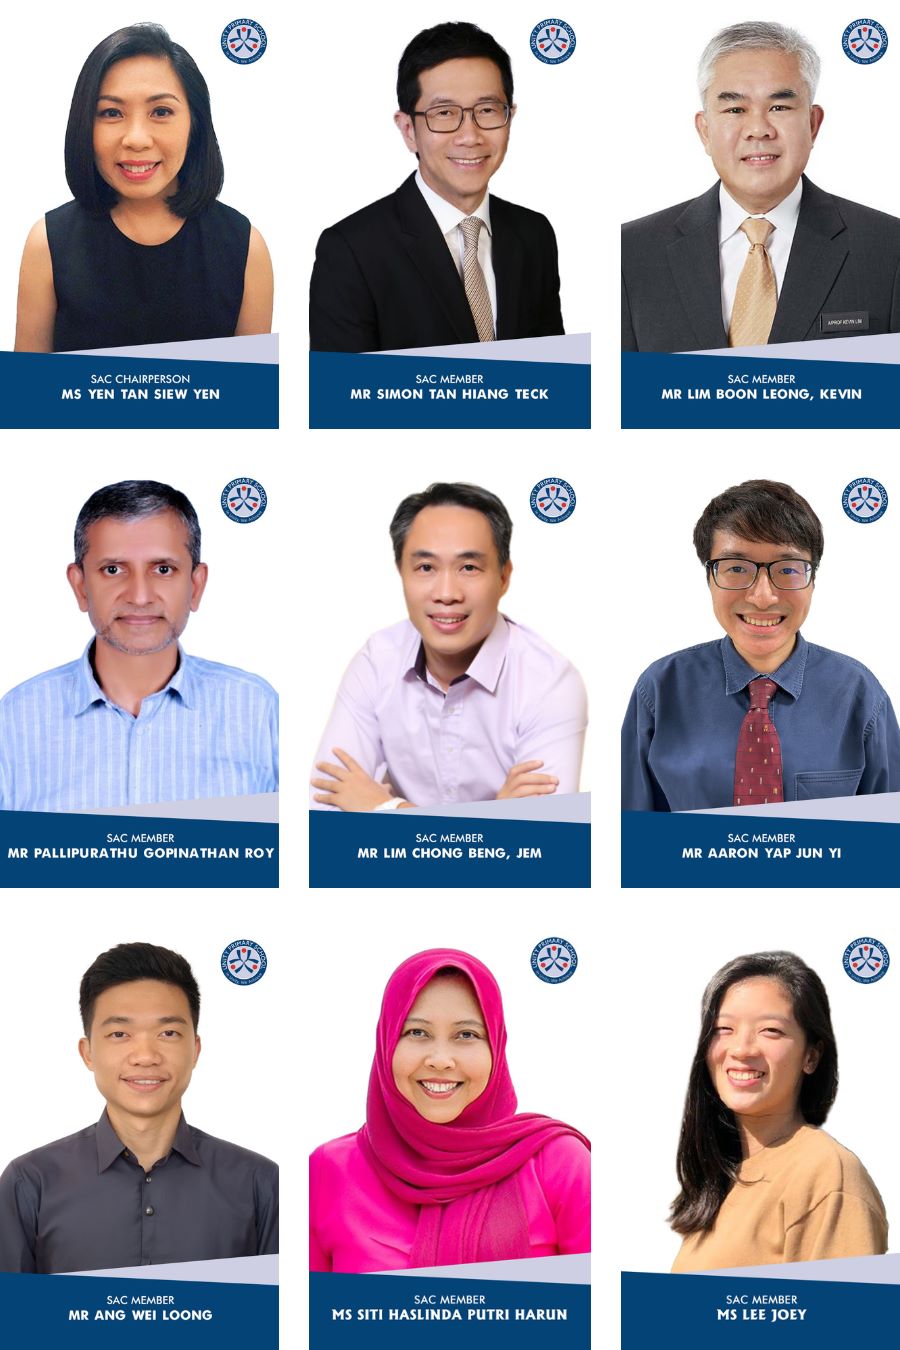 UNITY PRIMARY SCHOOL
SAC CHAIRPERSON
MS YEN TAN SIEW YEN
UNITY PRIMARY SCHOOL
SAC MEMBER
MR SIMON TAN HIANG TECK
UNITY PRIMARY SCHOOL
A/PROF KEVIN LIM
SAC MEMBER
MR LIM BOON LEONG, KEVIN
UNITY PRIMARY SCHOOL
SAC MEMBER
MR PALLIPURATHU GOPINATHAN ROY
UNITY PRIMARY SCHOOL
SAC MEMBER
MR LIM CHONG BENG, JEM
UNITY PRIMARY SCHOOL
SAC MEMBER
MR AARON YAP JUN YI
UNITY PRIMARY SCHOOL
SAC MEMBER
MR ANG WEI LOONG
UNITY PRIMARY SCHOOL
SAC MEMBER
MS SITI HASLINDA PUTRI HARUN
UNITY PRIMARY SCHOOL
SAC MEMBER
MS LEE JOEY